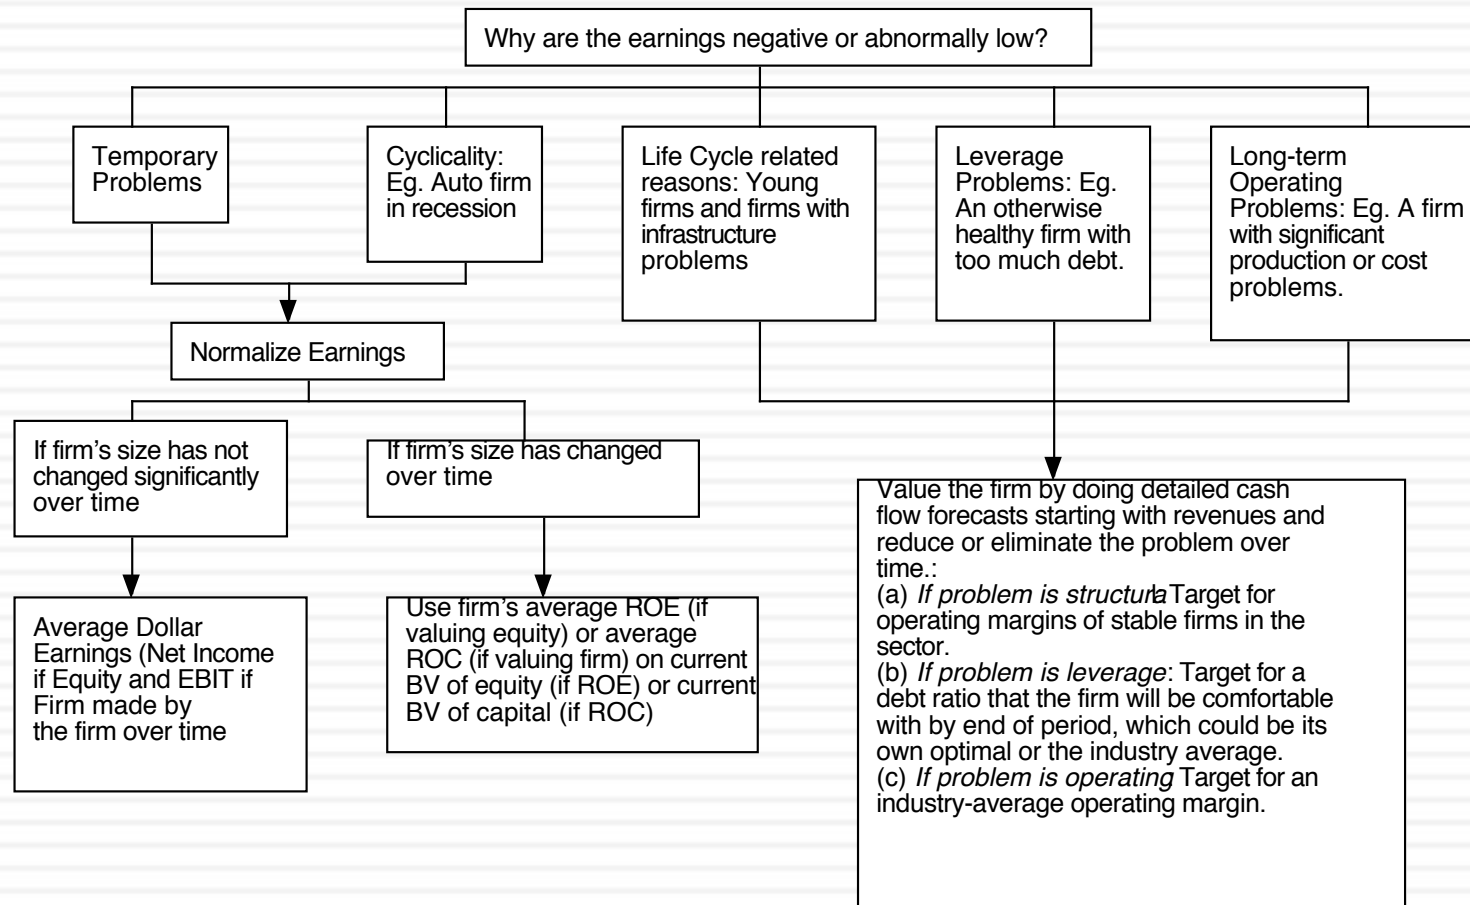 Why are the earnings negative or abnormally low?
Temporary
Problems
Cyclicality:
Eg. Auto firm
in recession
Life Cycle related
reasons: Young
firms and firms with
infrastructure
problems
Leverage
Problems: Eg.
An otherwise
healthy firm with
too much debt.
Long-term
Operating
Problems: Eg. A firm
with significant
production or cost
problems.
Normalize Earnings
If firm’s size has not
changed significantly
over time
If firm’s size has changed
over time
Average Dollar
Earnings (Net Income
if Equity and EBIT if
Firm made by
the firm over time
Use firm’s average ROE (if
valuing equity) or average
ROC (if valuing firm) on current
BV of equity (if ROE) or current
BV of capital (if ROC)
Value the firm by doing detailed cash
flow forecasts starting with revenues and
reduce or eliminate the problem over
time.:
(a) If problem is structural: Target for
operating margins of stable firms in the
sector.
(b) If problem is leverage: Target for a
debt ratio that the firm will be comfortable
with by end of period, which could be its
own optimal or the industry average.
(c) If problem is operating Target for an
industry-average operating margin.